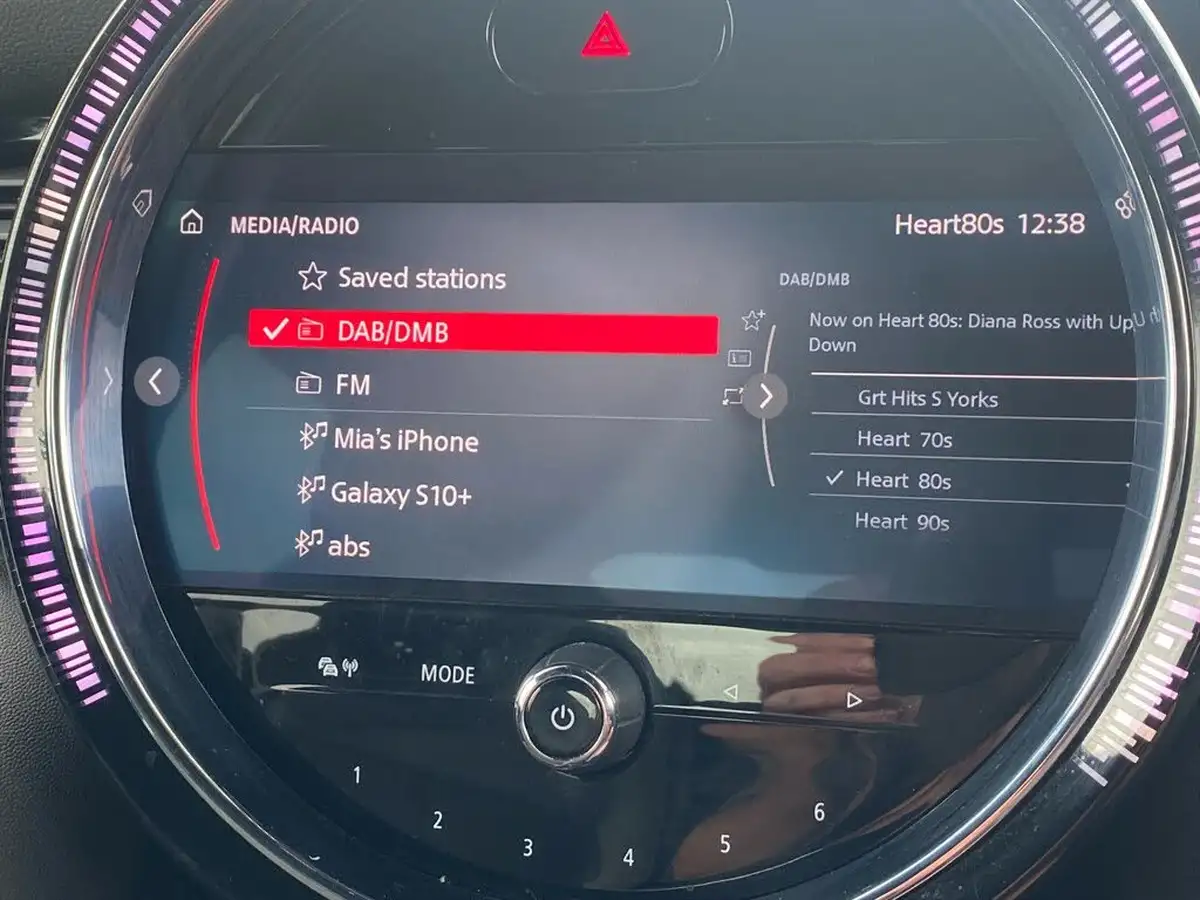 MEDIA/RADIO
Heart80s 12:38
Saved stations
DAB/DMB
FM
Mia's iPhone
Galaxy S10+
abs
DAB/DMB
Now on Heart 80s: Diana Ross with Up
Down
Grt Hits S Yorks
Heart 70s
Heart 80s
Heart 90s
MODE
1
2
3
4
5
6